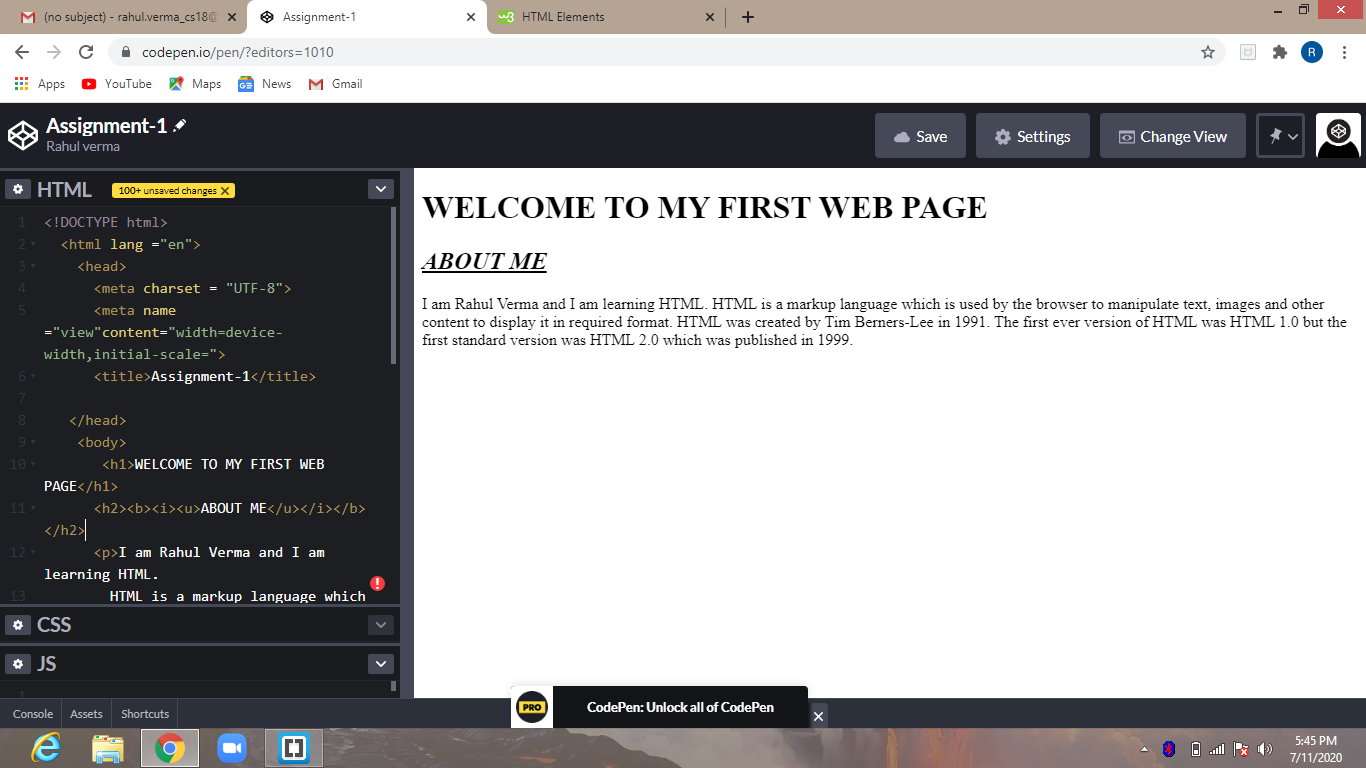 (no subject) - rahul.verma_cs18@
Assignment-1
HTML Elements
codepen.io/pen/?editors=1010
R
Apps
YouTube
Maps
News
Gmail
Assignment-1
Rahul verma
Save
Settings
Change View
HTML
100+ unsaved changes X
1 <!DOCTYPE html>
2 <html lang ="en">
3 <head>
4 <meta charset = "UTF-8">
5 <meta name
="view"content="width=device-
width,initial-scale=">
6 <title>Assignment-1</title>
7
8 </head>
9 <body>
10 <h1>WELCOME TO MY FIRST WEB
PAGE</h1>
11 <h2><b><i><u>ABOUT ME</u></i></b>
</h2>
12 <p>I am Rahul Verma and I am
learning HTML.
13 HTML is a markup language which
CSS
JS
1
WELCOME TO MY FIRST WEB PAGE
ABOUT ME
I am Rahul Verma and I am learning HTML. HTML is a markup language which is used by the browser to manipulate text, images and other
content to display it in required format. HTML was created by Tim Berners-Lee in 1991. The first ever version of HTML was HTML 1.0 but the
first standard version was HTML 2.0 which was published in 1999.
Console
Assets
Shortcuts
PRO
CodePen: Unlock all of CodePen
5:45 PM
7/11/2020